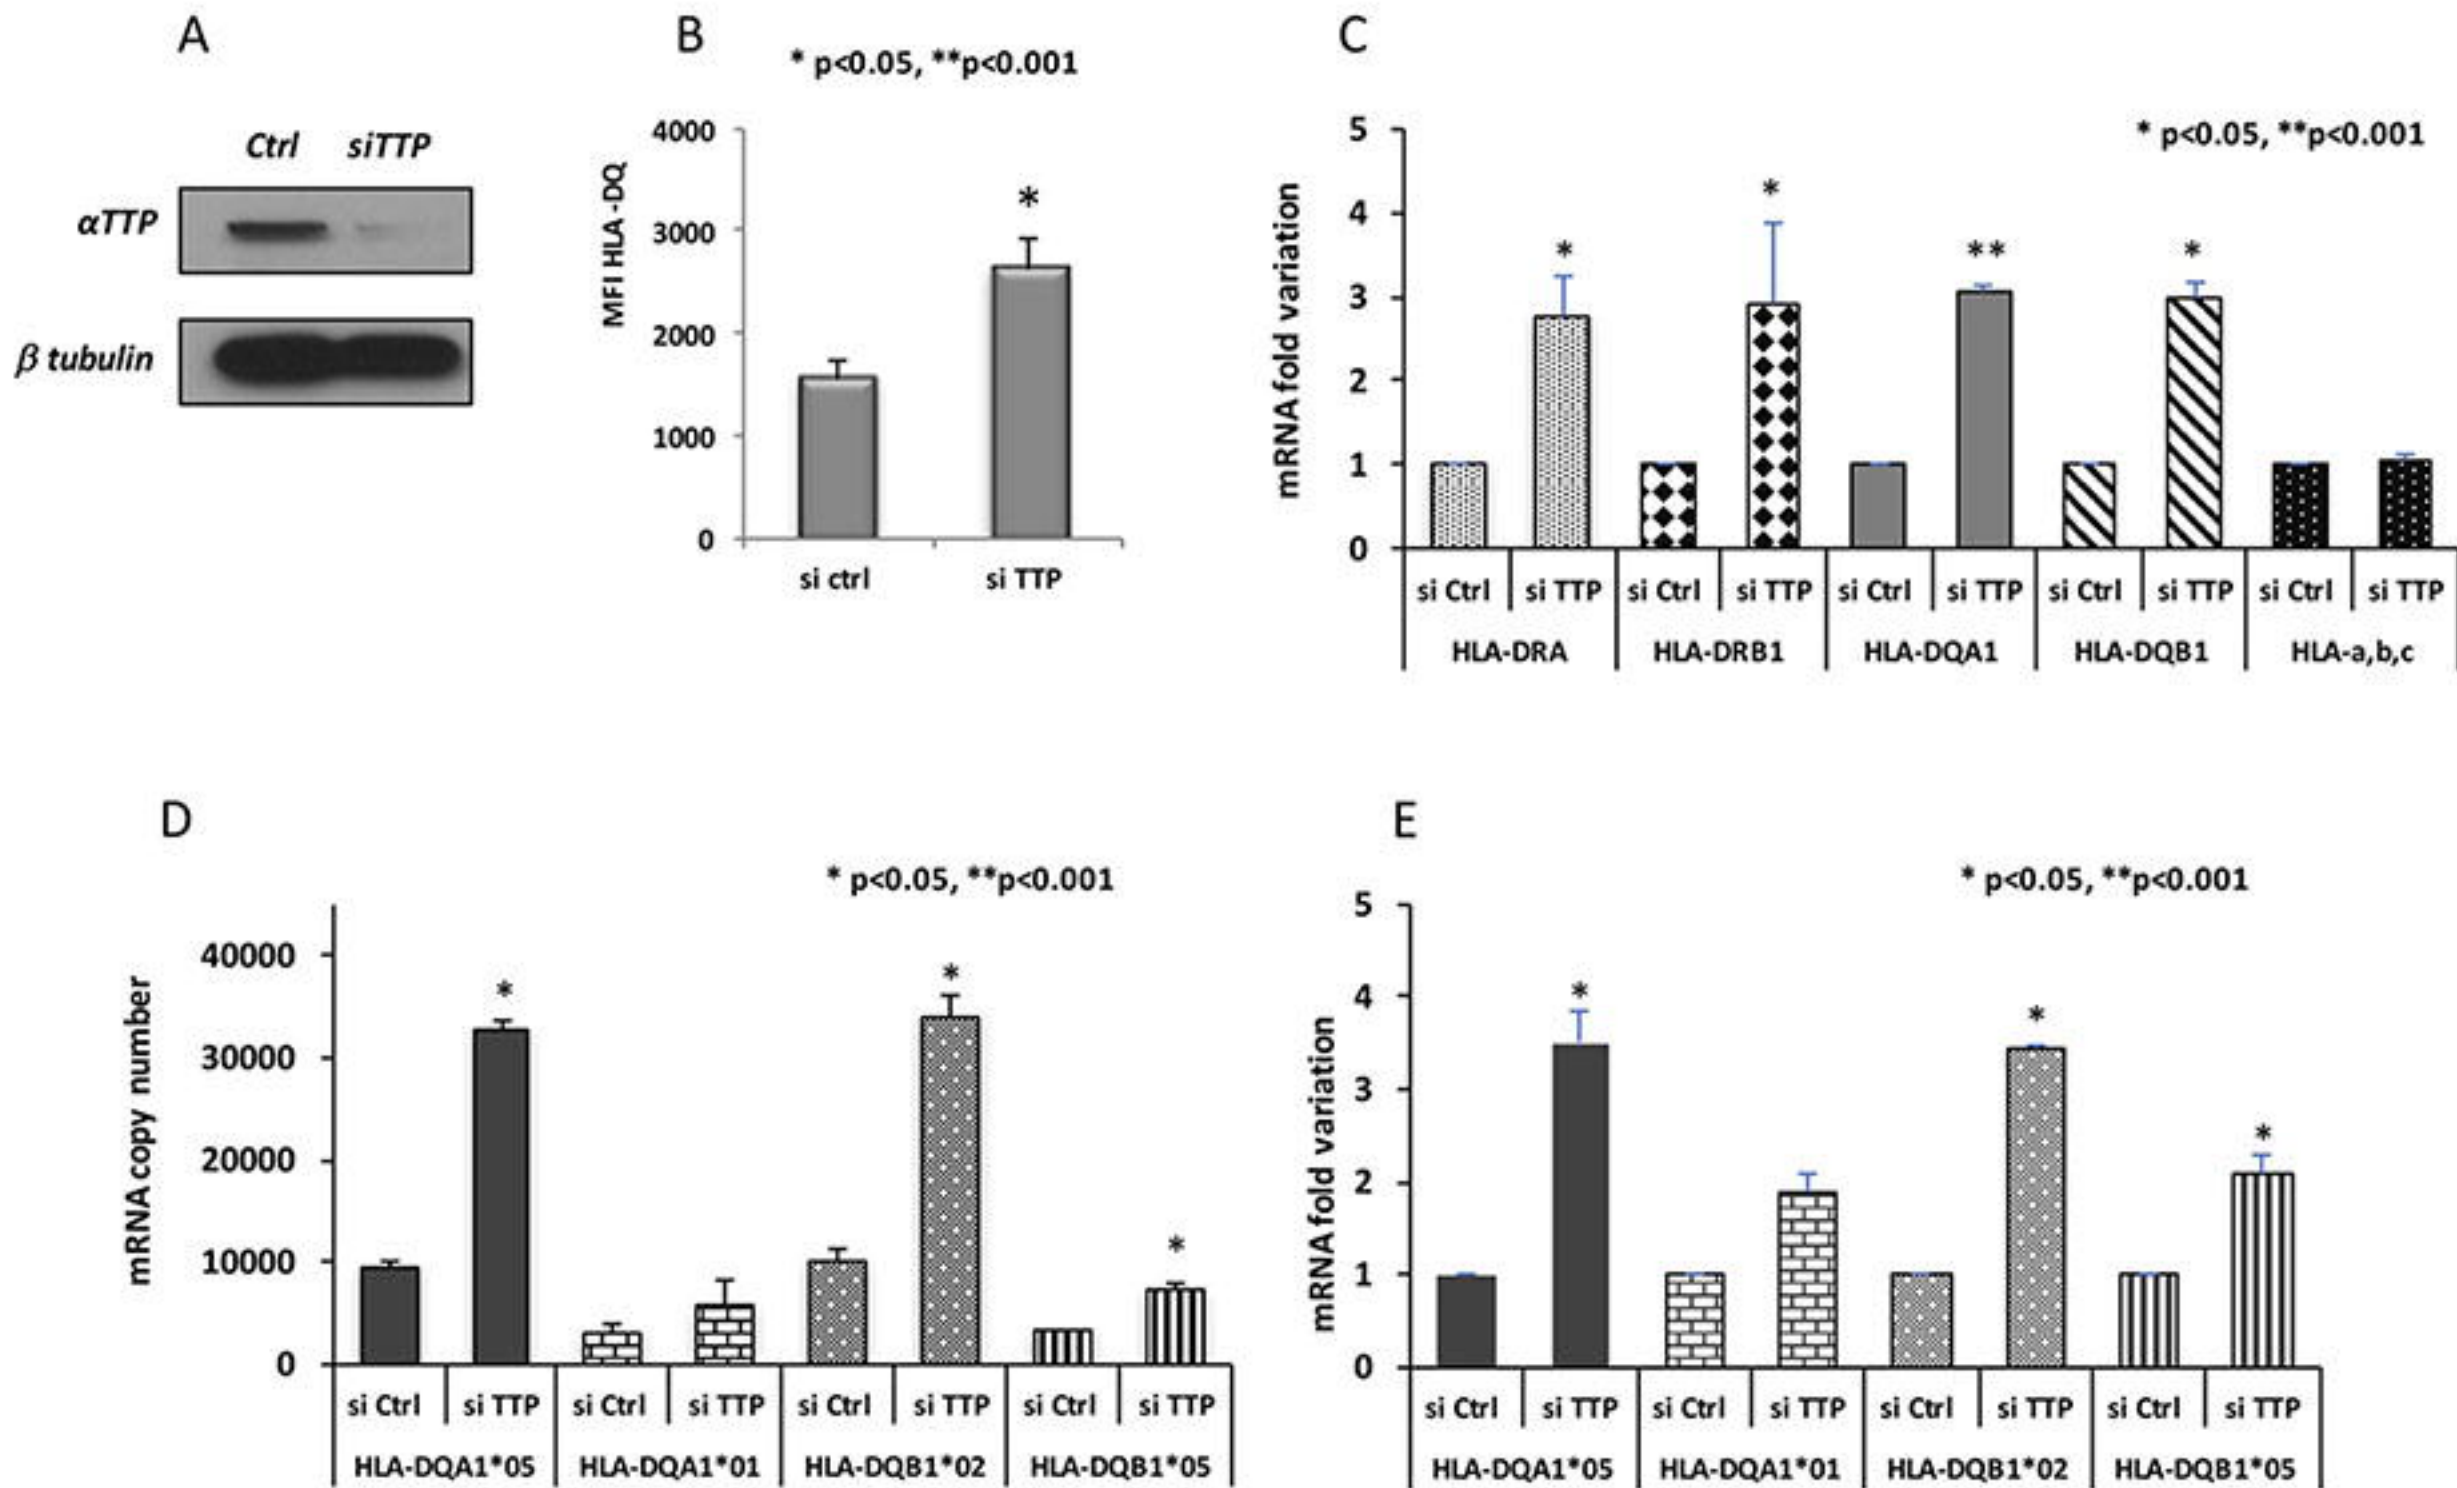 A
Ctrl siTTP
αTTP
β tubulin
B
* p<0.05, **p<0.001
MFI HLA-DQ
4000
3000
2000
1000
0
*
si ctrl si TTP
C
* p<0.05, **p<0.001
mRNA fold variation
5
4
3
2
1
0
* * ** *
si Ctrl si TTP si Ctrl si TTP si Ctrl si TTP si Ctrl si TTP si Ctrl si TTP
HLA-DRA HLA-DRB1 HLA-DQA1 HLA-DQB1 HLA-a,b,c
D
* p<0.05, **p<0.001
mRNA copy number
40000
30000
20000
10000
0
* * *
si Ctrl si TTP si Ctrl si TTP si Ctrl si TTP si Ctrl si TTP
HLA-DQA1*05 HLA-DQA1*01 HLA-DQB1*02 HLA-DQB1*05
E
* p<0.05, **p<0.001
mRNA fold variation
5
4
3
2
1
0
* * *
si Ctrl si TTP si Ctrl si TTP si Ctrl si TTP si Ctrl si TTP
HLA-DQA1*05 HLA-DQA1*01 HLA-DQB1*02 HLA-DQB1*05